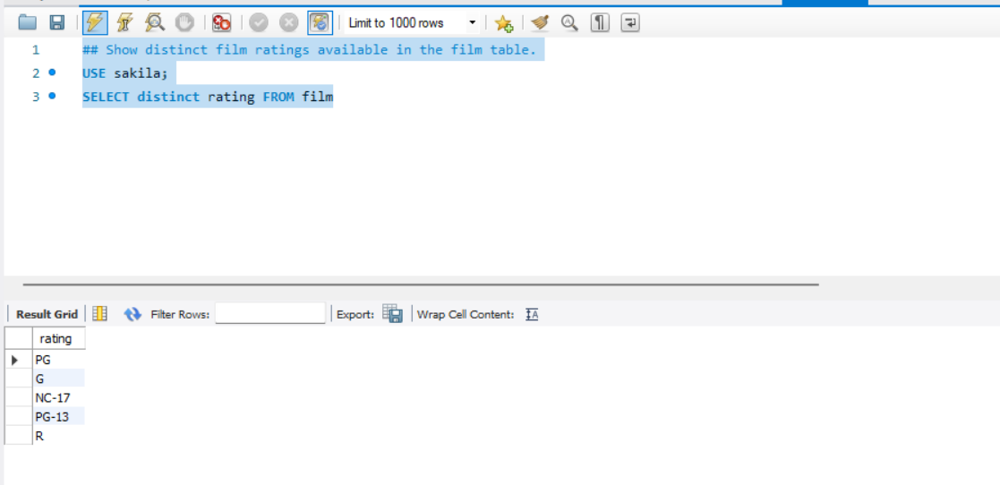 Limit to 1000 rows
1 ## Show distinct film ratings available in the film table.
2 USE sakila;
3 SELECT distinct rating FROM film
Result Grid Filter Rows: Export: Wrap Cell Content: IA
rating
PG
G
NC-17
PG-13
R